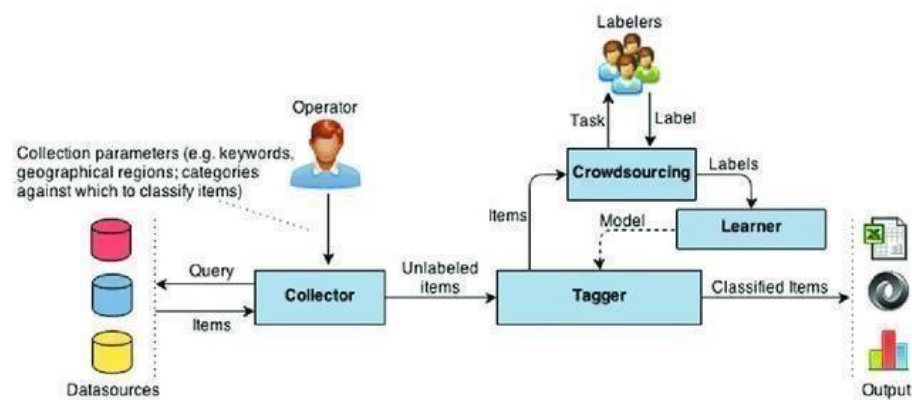 Labelers
Operator
Task
Label
Collection parameters (e.g. keywords,
geographical regions; categories
against which to classify items)
Crowdsourcing
Labels
Items
Model
Learner
Query
Collector
Unlabeled
items
Tagger
Classified Items
Items
Datasources
Output